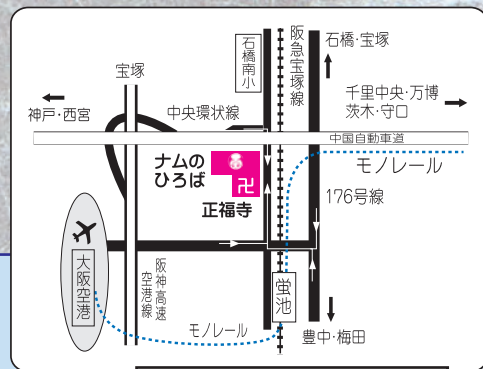 石橋南小
阪急宝塚線
石橋・宝塚
宝塚
千里中央・万博
茨木・守口
神戸・西宮
中央環状線
中国自動車道
ナムの
ひろば
卍
正福寺
モノレール
176号線
大阪空港
阪神高速
空港線
蛍池
モノレール
豊中・梅田